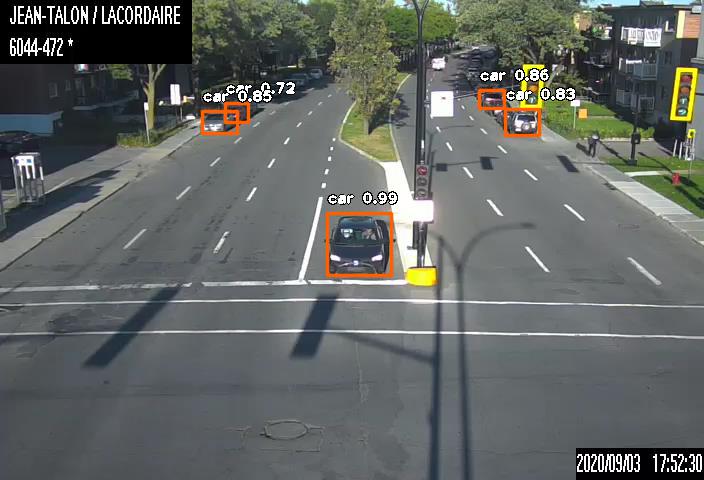 JEAN-TALON / LACORDAIRE
6044-472 *
car 0.86
car 0.72
car 0.85
car 0.83
car 0.99
2020/09/03 17:52:30